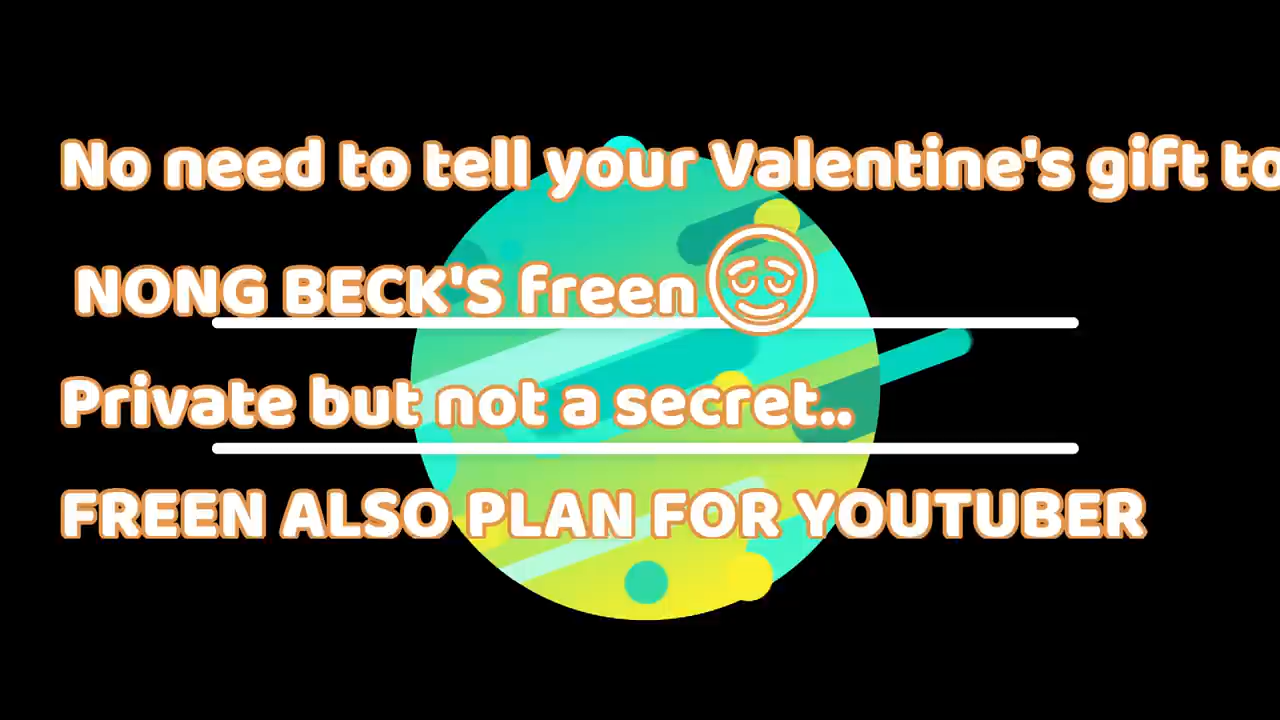 No need to tell your Valentine's gift to
NONG BECK'S freen
Private but not a secret..
FREEN ALSO PLAN FOR YOUTUBER